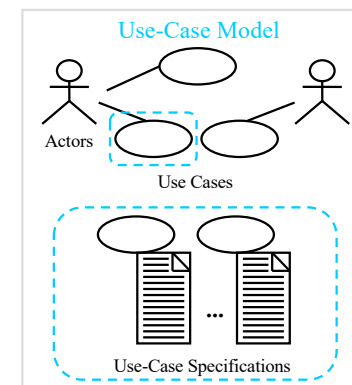 Use-Case Model
Actors
Use Cases
...
Use-Case Specifications